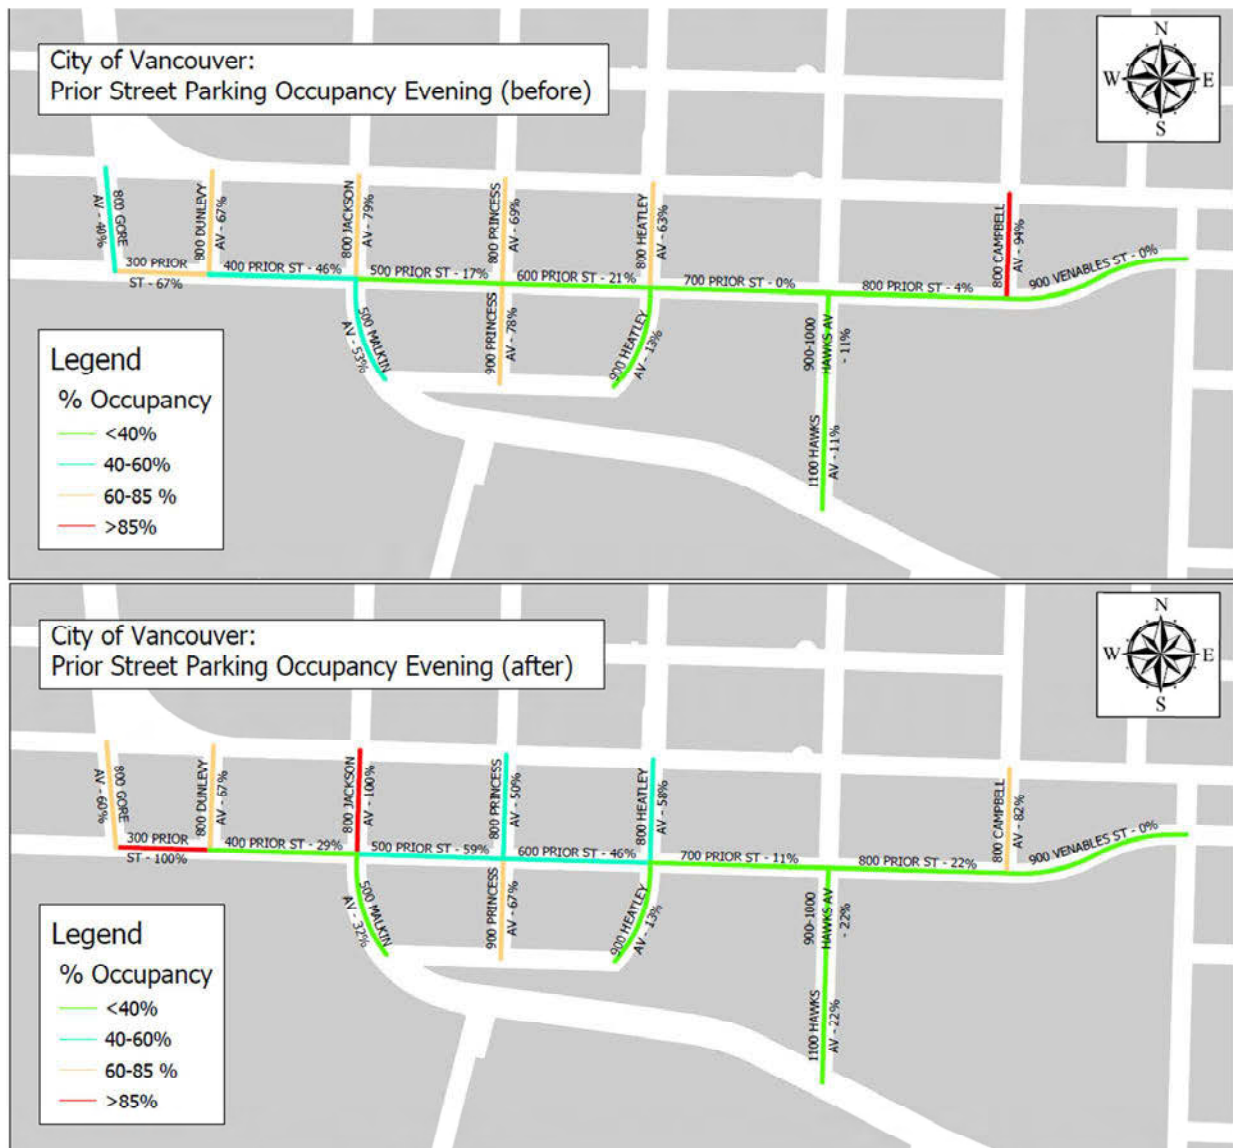 City of Vancouver:
Prior Street Parking Occupancy Evening (before)
N
W
E
S
800 GORE
AV - 40%
800 DUNLEVY
AV - 67%
800 JACKSON
AV - 79%
800 PRINCESS
AV - 69%
800 HEATLEY
AV - 63%
800 CAMPBELL
AV - 94%
300 PRIOR
ST - 67%
400 PRIOR ST - 46%
500 PRIOR ST - 17%
600 PRIOR ST - 21%
700 PRIOR ST - 0%
800 PRIOR ST - 4%
900 VENABLES ST - 0%
500 MALKIN
AV - 53%
900 PRINCESS
AV - 78%
900 HEATLEY
AV - 13%
900-1000
HAWKS AV
- 11%
1100 HAWKS
AV - 11%
Legend
% Occupancy
<40%
40-60%
60-85 %
>85%
City of Vancouver:
Prior Street Parking Occupancy Evening (after)
N
W
E
S
800 GORE
AV - 60%
800 DUNLEVY
AV - 67%
800 JACKSON
AV - 100%
800 PRINCESS
AV - 50%
800 HEATLEY
AV - 58%
800 CAMPBELL
AV - 82%
300 PRIOR
ST - 100%
400 PRIOR ST - 29%
500 PRIOR ST - 59%
600 PRIOR ST - 46%
700 PRIOR ST - 11%
800 PRIOR ST - 22%
900 VENABLES ST - 0%
500 MALKIN
AV - 32%
900 PRINCESS
AV - 67%
900 HEATLEY
AV - 13%
900-1000
HAWKS AV
- 22%
1100 HAWKS
AV - 22%
Legend
% Occupancy
<40%
40-60%
60-85 %
>85%